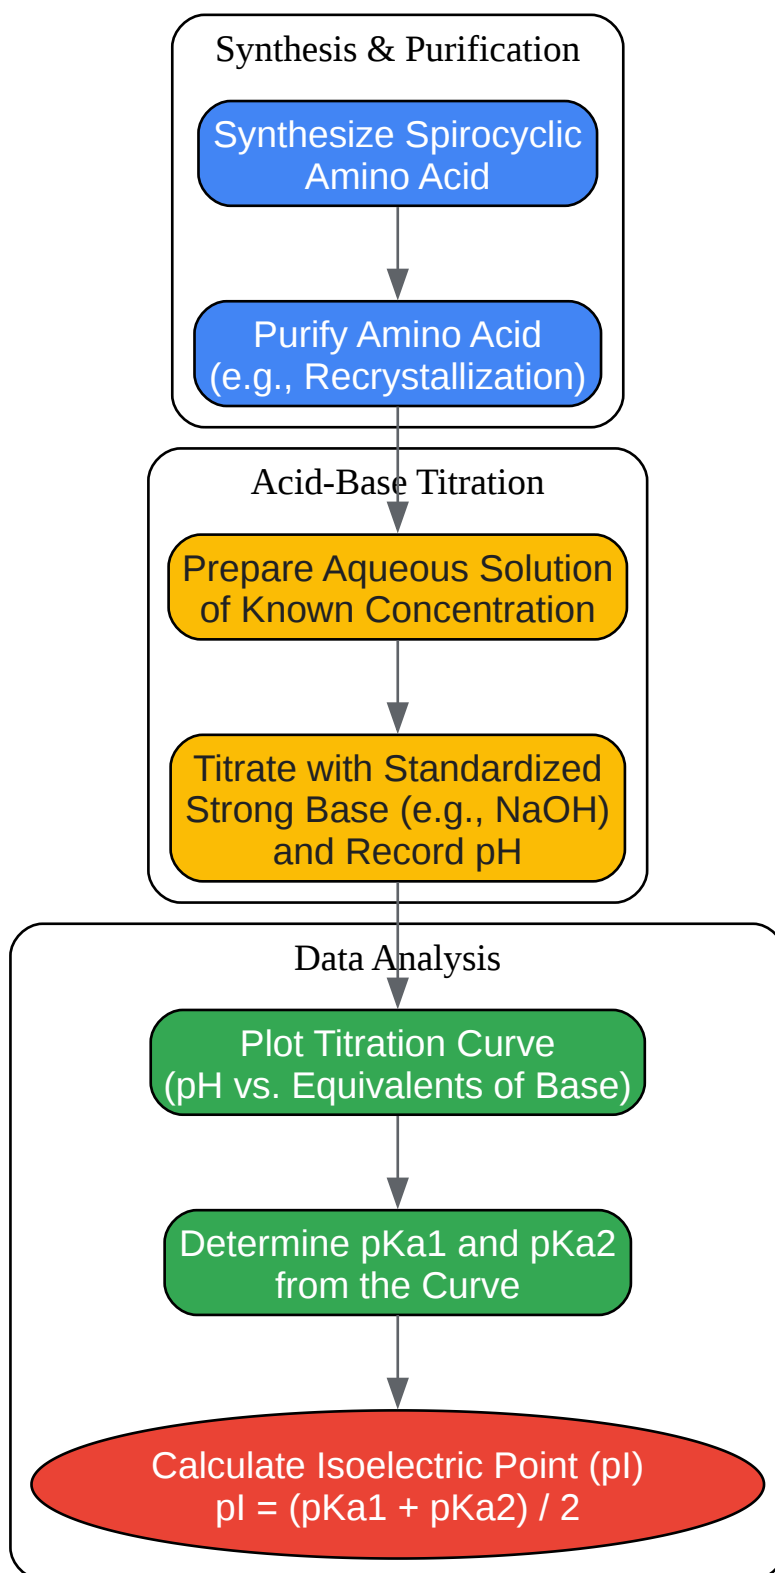 Synthesis & Purification
Synthesize Spirocyclic
Amino Acid
Purify Amino Acid
(e.g., Recrystallization)
Acid-Base Titration
Prepare Aqueous Solution
of Known Concentration
Titrate with Standardized
Strong Base (e.g., NaOH)
and Record pH
Data Analysis
Plot Titration Curve
(pH vs. Equivalents of Base)
Determine pKa1 and pKa2
from the Curve
Calculate Isoelectric Point (pI)
pI = (pKa1 + pKa2) / 2